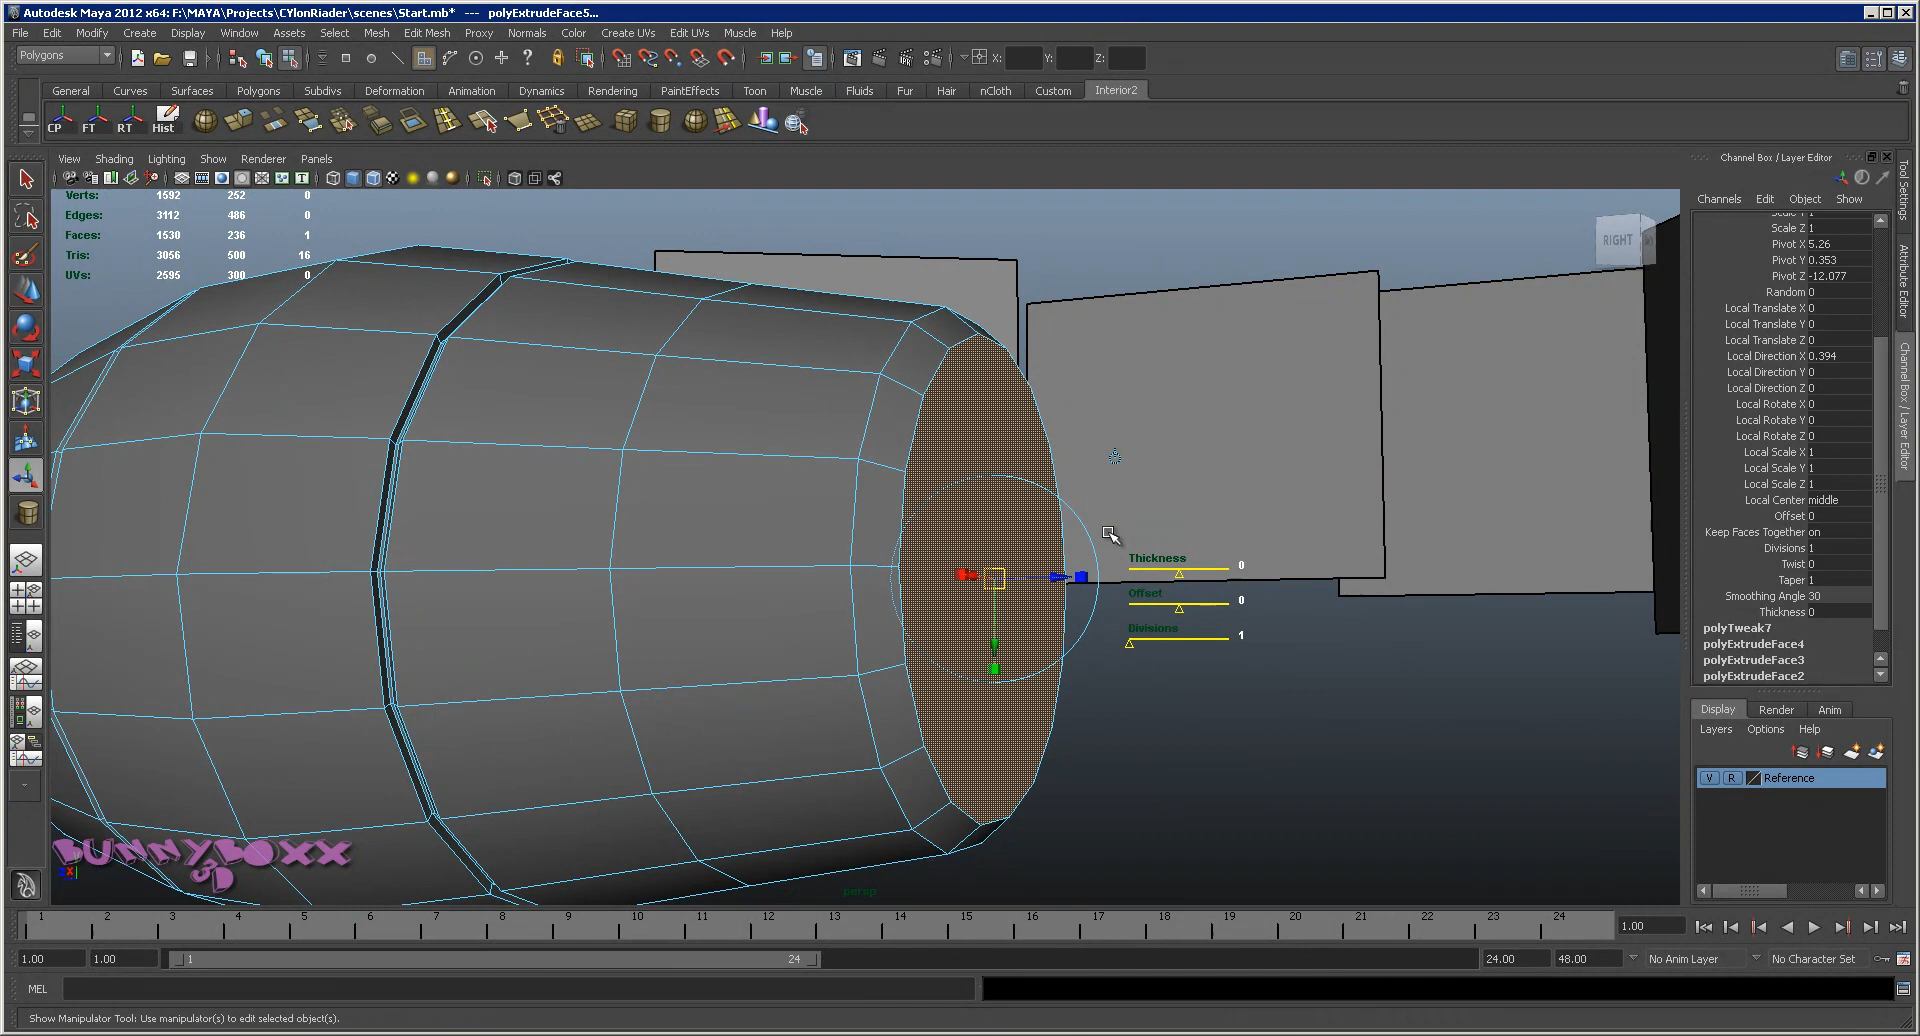 Autodesk Maya 2012 x64: F:\MAYA\Projects\CYlonRiader\scenes\Start.mb* --- polyExtrudeFace5...
File Edit Modify Create Display Window Assets Select Mesh Edit Mesh Proxy Normals Color Create UVs Edit UVs Muscle Help
Polygons
X: Y: Z:
General Curves Surfaces Polygons Subdivs Deformation Animation Dynamics Rendering PaintEffects Toon Muscle Fluids Fur Hair nCloth Custom Interior2
CP FT RT Hist
View Shading Lighting Show Renderer Panels
Verts: 1592 252 0
Edges: 3112 486 0
Faces: 1530 236 1
Tris: 3056 500 16
UVs: 2595 300 0
RIGHT
Thickness 0
Offset 0
Divisions 1
BUNNYBOXX
3D
persp
Channel Box / Layer Editor
Channels Edit Object Show
Scale Y 1
Scale Z 1
Pivot X 5.26
Pivot Y 0.353
Pivot Z -12.077
Random 0
Local Translate X 0
Local Translate Y 0
Local Translate Z 0
Local Direction X 0.394
Local Direction Y 0
Local Direction Z 0
Local Rotate X 0
Local Rotate Y 0
Local Rotate Z 0
Local Scale X 1
Local Scale Y 1
Local Scale Z 1
Local Center middle
Offset 0
Keep Faces Together on
Divisions 1
Twist 0
Taper 1
Smoothing Angle 30
Thickness 0
polyTweak7
polyExtrudeFace4
polyExtrudeFace3
polyExtrudeFace2
Display Render Anim
Layers Options Help
V R Reference
Tool Settings
Attribute Editor
Channel Box / Layer Editor
1 2 3 4 5 6 7 8 9 10 11 12 13 14 15 16 17 18 19 20 21 22 23 24
1.00
1.00 1.00 1 24 24.00 48.00 No Anim Layer No Character Set
MEL
Show Manipulator Tool: Use manipulator(s) to edit selected object(s).